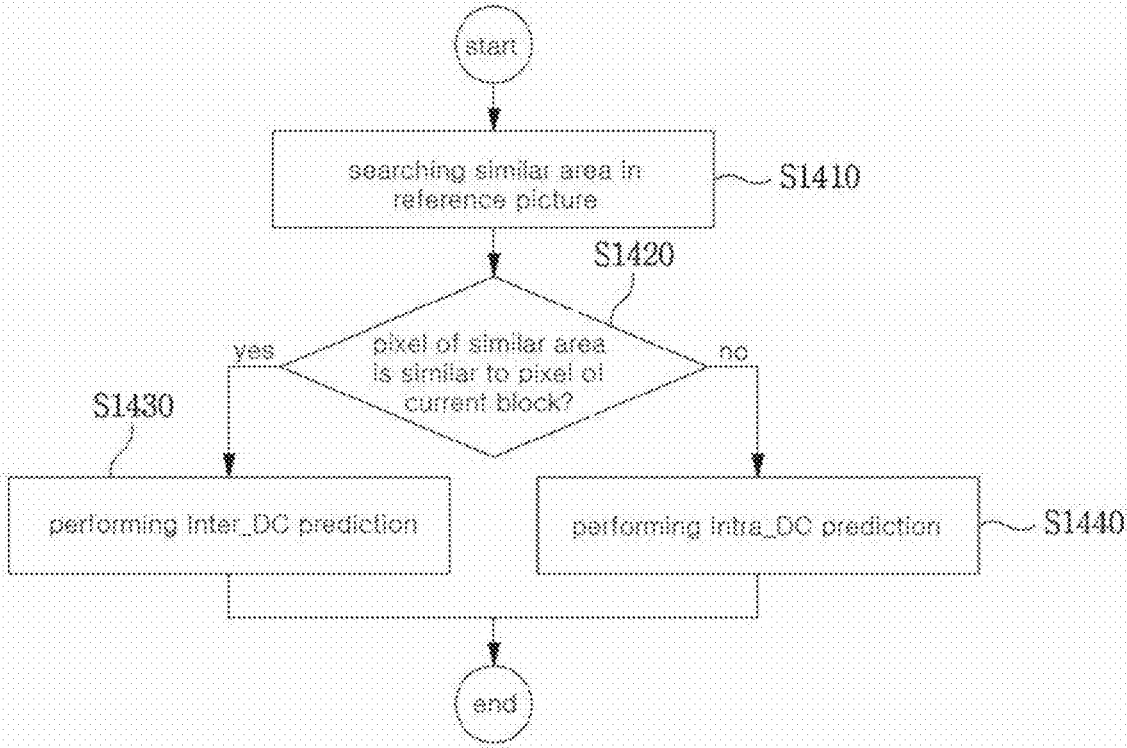 start
searching similar area in
reference picture
S1410
S1420
pixel of similar area
is similar to pixel of
current block?
yes
no
S1430
performing Inter_DC prediction
performing Intra_DC prediction
S1440
end